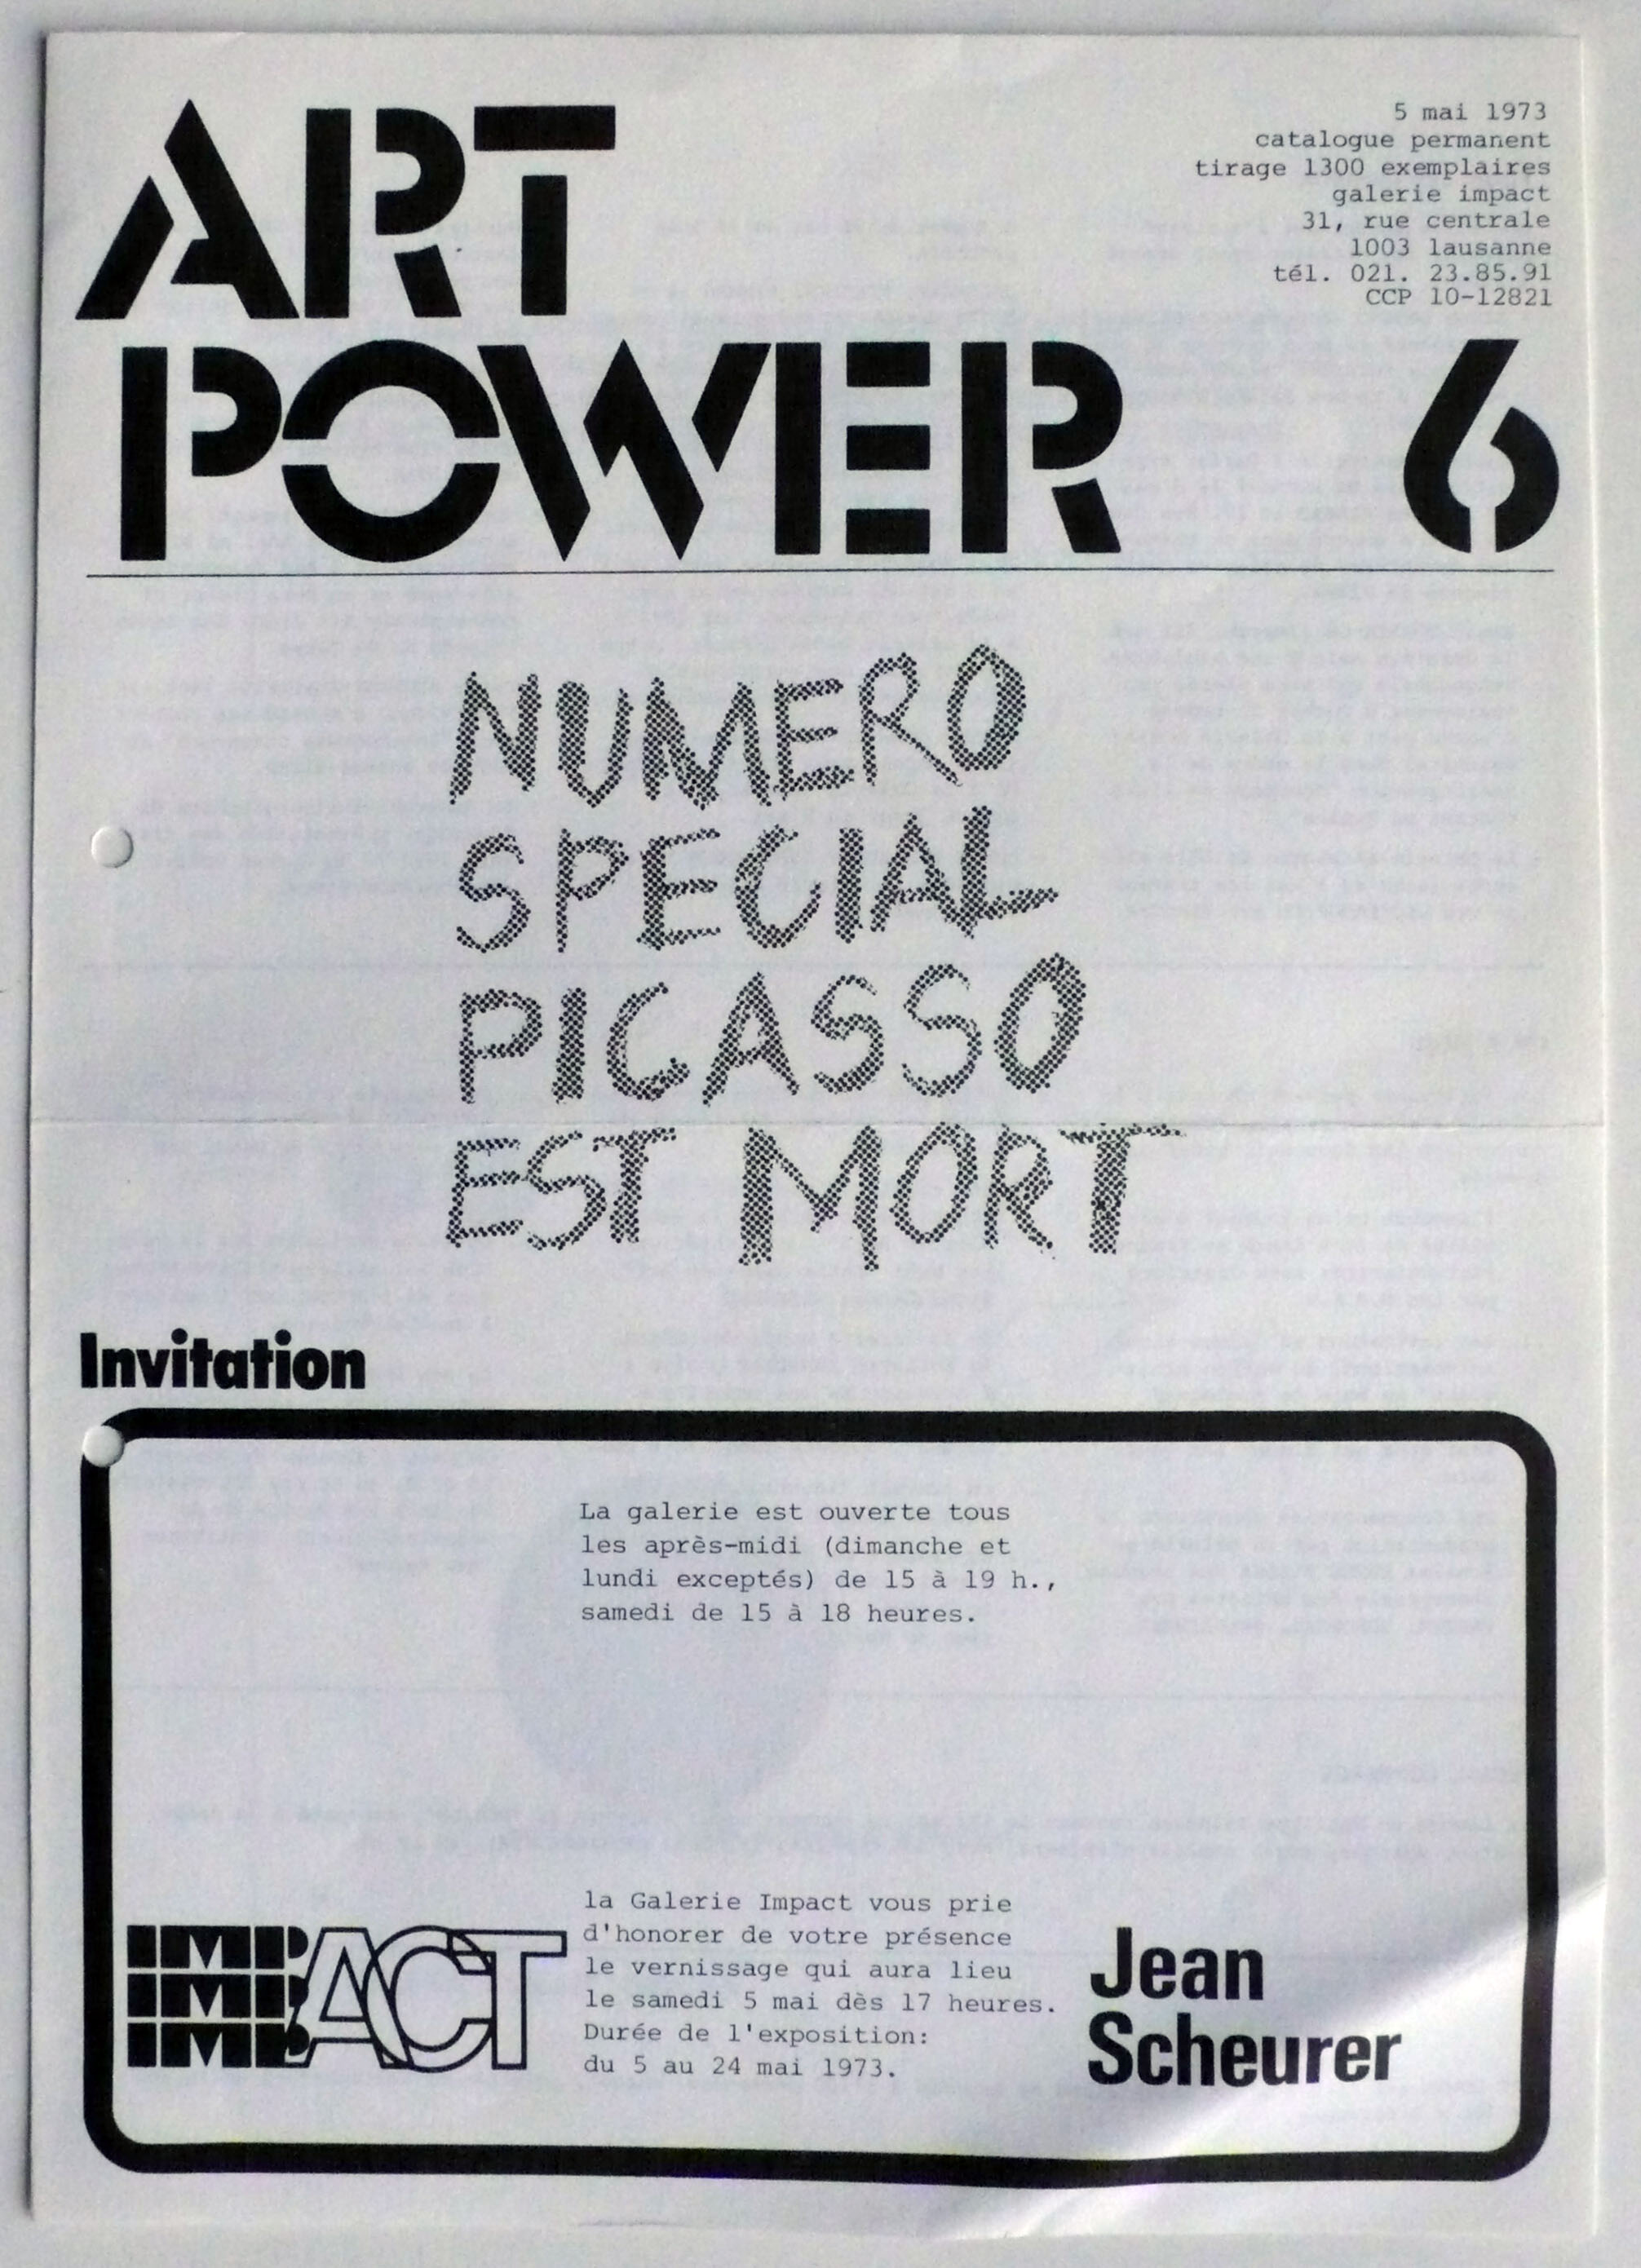 ART
5 mai 1973
catalogue permanent
tirage 1300 exemplaires
galerie impact
31, rue centrale
1003 lausanne
tél. 021. 23.85.91
CCP 10-12821
POWER 6
NUMERO
SPECIAL
PICASSO
EST MORT
Invitation
La galerie est ouverte tous
les après-midi (dimanche et
lundi exceptés) de 15 à 19 h.,
samedi de 15 à 18 heures.
IMPACT
la Galerie Impact vous prie
d'honorer de votre présence
le vernissage qui aura lieu
le samedi 5 mai dès 17 heures.
Durée de l'exposition:
du 5 au 24 mai 1973.
Jean
Scheurer